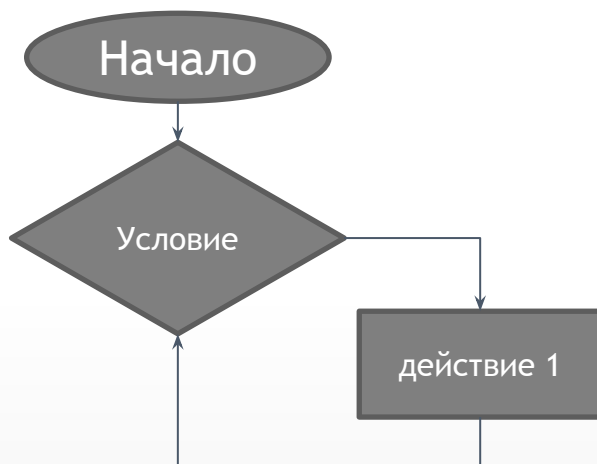 Начало
Условие
действие 1